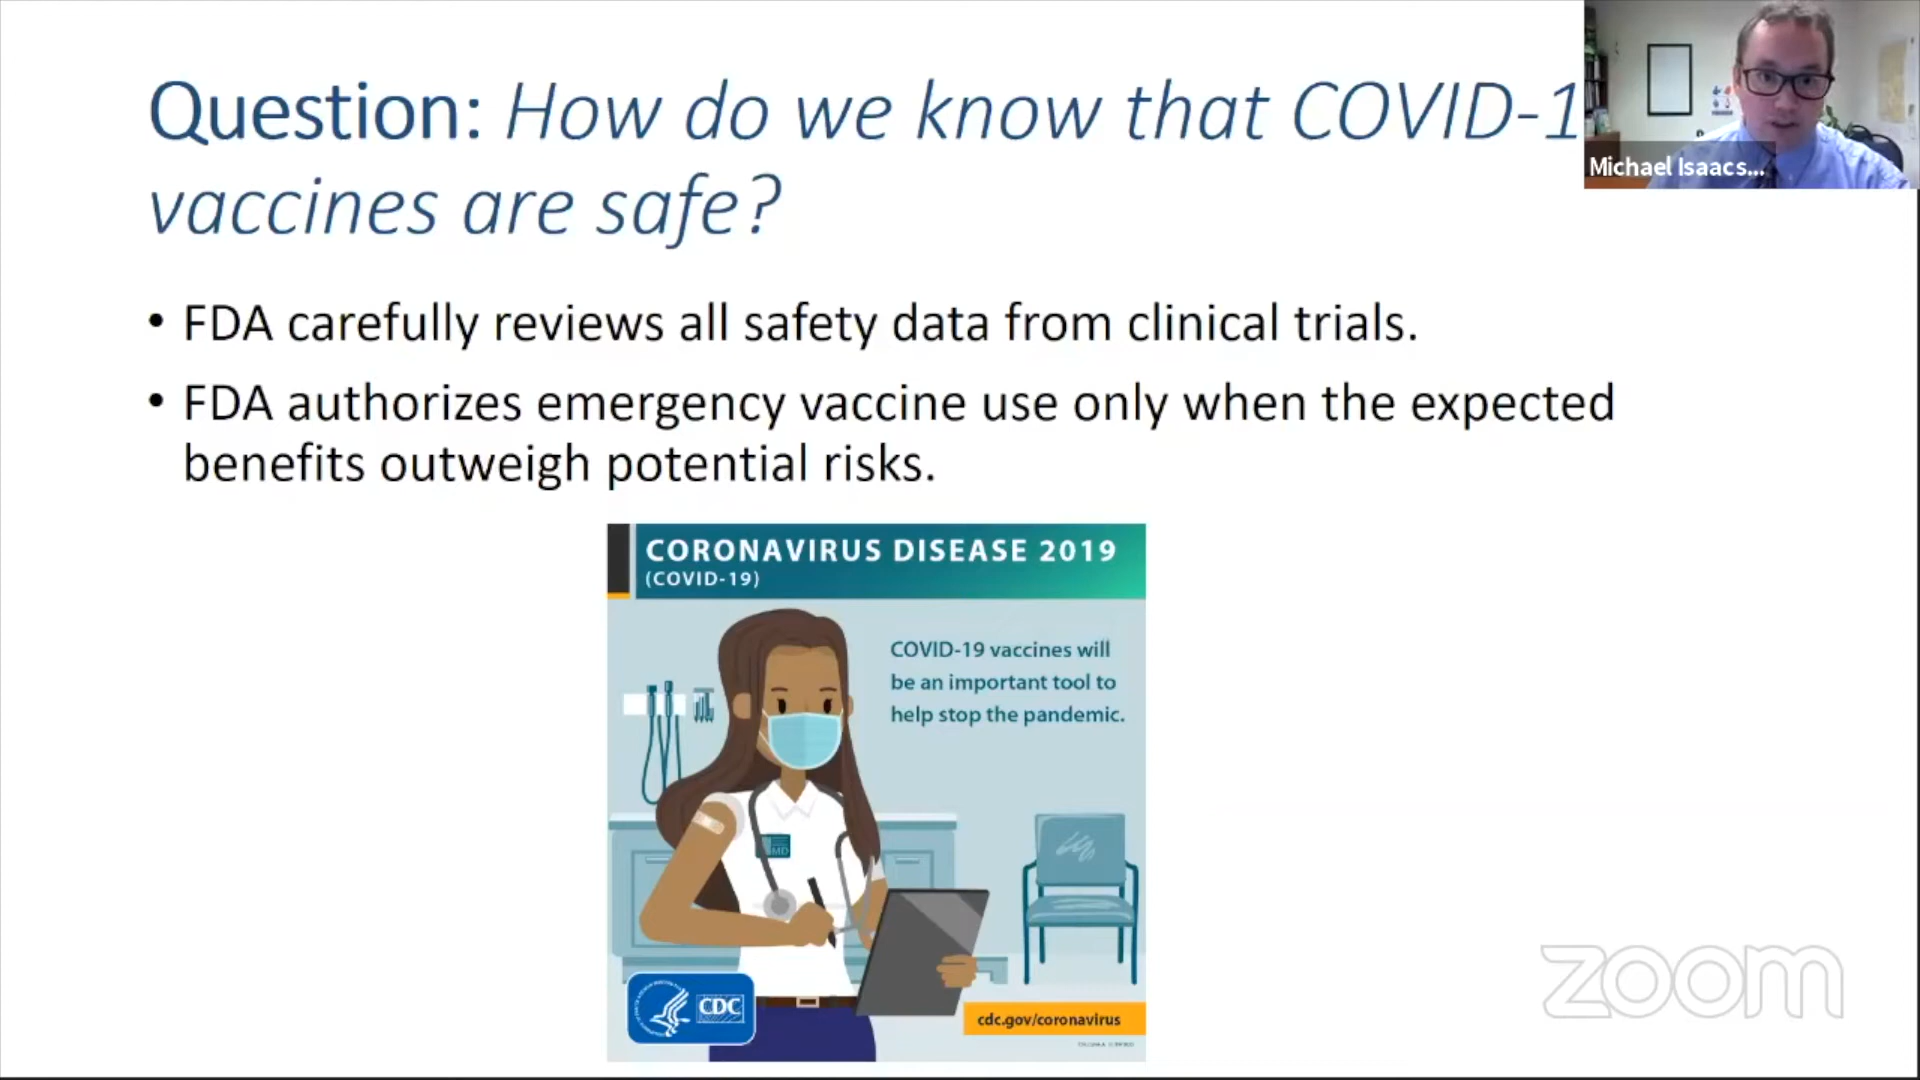 Question: How do we know that COVID-1
vaccines are safe?
Michael Isaacs...
• FDA carefully reviews all safety data from clinical trials.
• FDA authorizes emergency vaccine use only when the expected
benefits outweigh potential risks.
CORONAVIRUS DISEASE 2019
(COVID-19)
COVID-19 vaccines will
be an important tool to
help stop the pandemic.
MD
CDC
cdc.gov/coronavirus
zoom